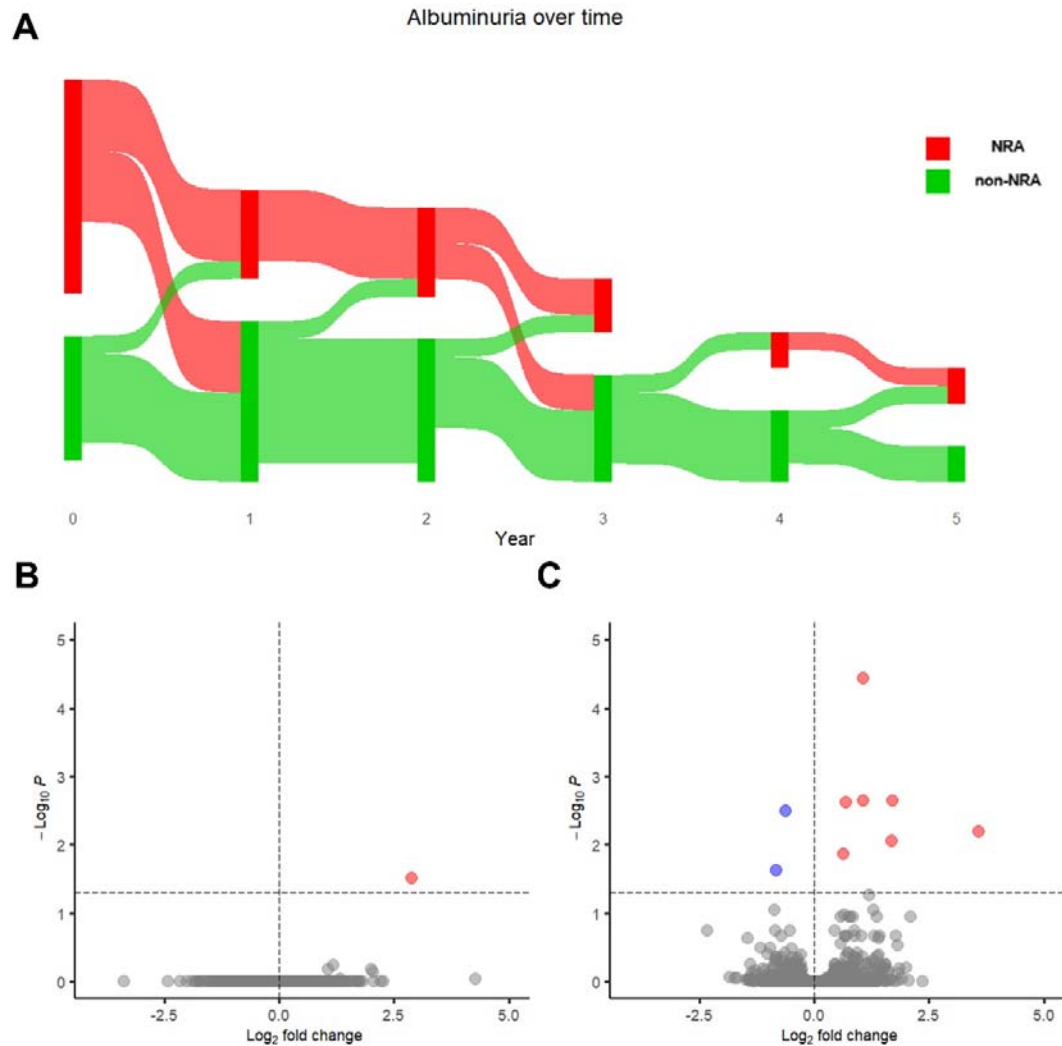 A
Albuminuria over time
NRA
non-NRA
0 1 2 3 4 5
Year
B
C
5
4
3
2
1
0
– Log10 P
-2.5 0.0 2.5 5.0
Log2 fold change
5
4
3
2
1
0
– Log10 P
-2.5 0.0 2.5 5.0
Log2 fold change